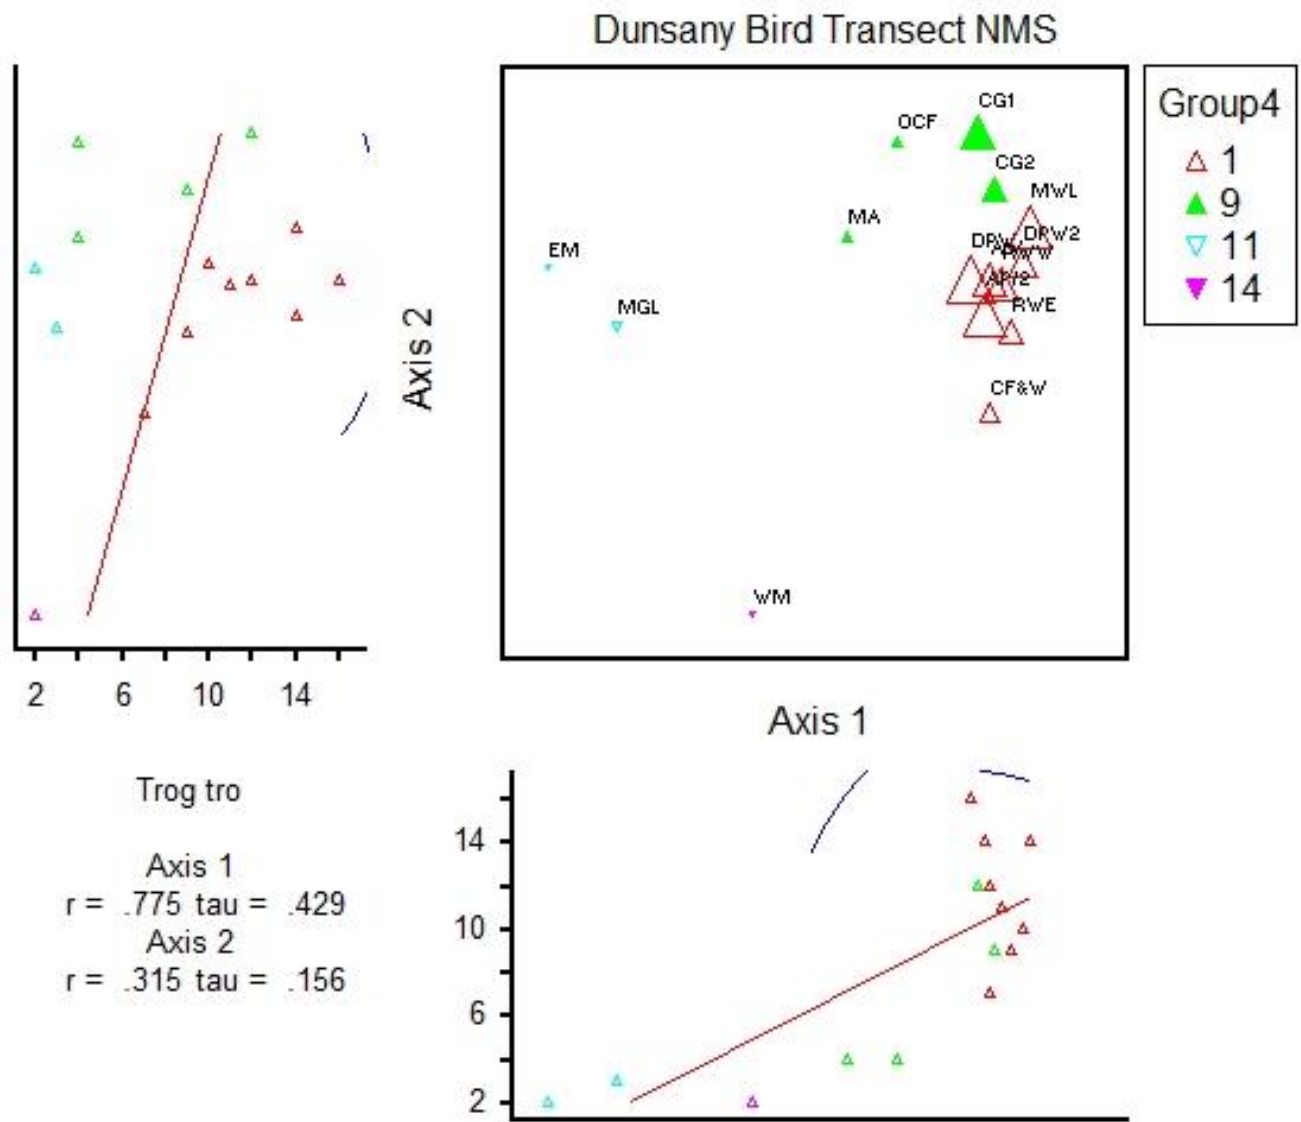 Dunsany Bird Transect NMS
Group4
1
9
11
14
CG1
OCF
CG2
MWL
MA
DPW2
EM
MGL
RWE
CF&W
WM
Axis 2
2 6 10 14
Axis 1
Trog tro
Axis 1
r = .775 tau = .429
Axis 2
r = .315 tau = .156
14
10
6
2